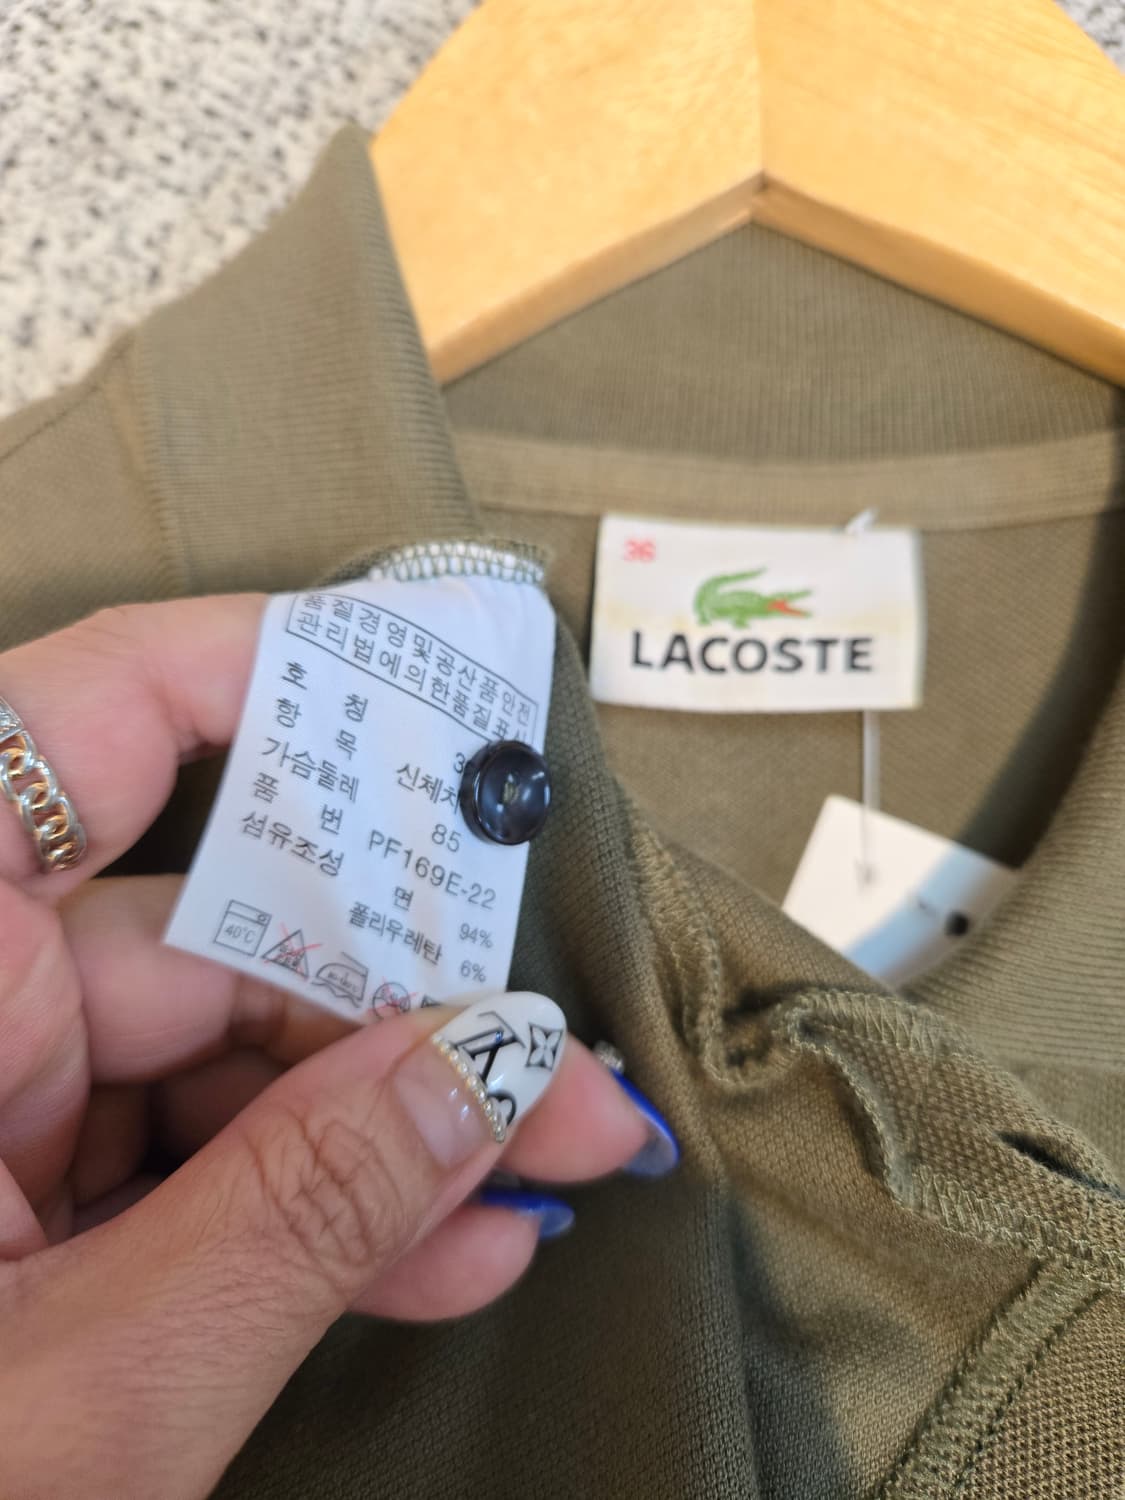 품질경영및공산품안전
관리법에의한품질표
호칭
항목 신체치
가슴둘레 85
품번 PF169E-22
섬유조성 면 94%
폴리우레탄 6%
40℃
36
LACOSTE